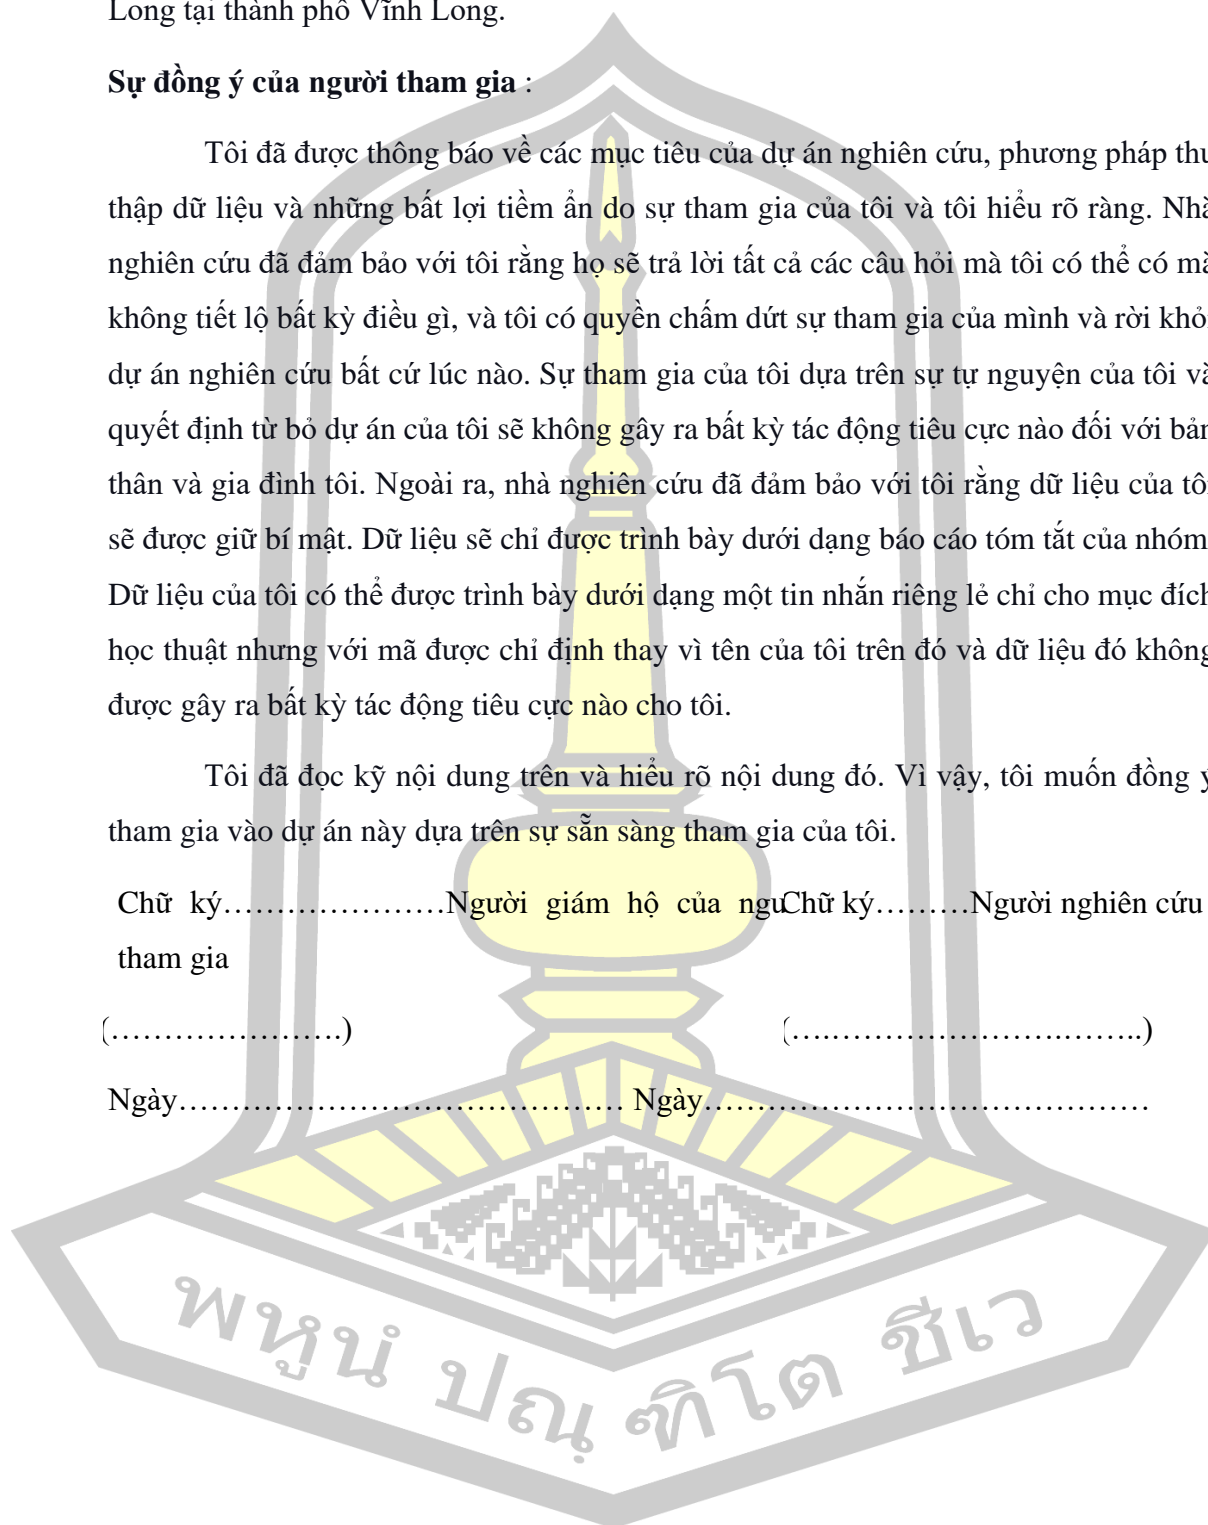 Long tại thành phố Vĩnh Long.
Sự đồng ý của người tham gia :
Tôi đã được thông báo về các mục tiêu của dự án nghiên cứu, phương pháp thu
thập dữ liệu và những bất lợi tiềm ẩn do sự tham gia của tôi và tôi hiểu rõ ràng. Nhà
nghiên cứu đã đảm bảo với tôi rằng họ sẽ trả lời tất cả các câu hỏi mà tôi có thể có mà
không tiết lộ bất kỳ điều gì, và tôi có quyền chấm dứt sự tham gia của mình và rời khỏi
dự án nghiên cứu bất cứ lúc nào. Sự tham gia của tôi dựa trên sự tự nguyện của tôi và
quyết định từ bỏ dự án của tôi sẽ không gây ra bất kỳ tác động tiêu cực nào đối với bản
thân và gia đình tôi. Ngoài ra, nhà nghiên cứu đã đảm bảo với tôi rằng dữ liệu của tôi
sẽ được giữ bí mật. Dữ liệu sẽ chỉ được trình bày dưới dạng báo cáo tóm tắt của nhóm.
Dữ liệu của tôi có thể được trình bày dưới dạng một tin nhắn riêng lẻ chỉ cho mục đích
học thuật nhưng với mã được chỉ định thay vì tên của tôi trên đó và dữ liệu đó không
được gây ra bất kỳ tác động tiêu cực nào cho tôi.
Tôi đã đọc kỹ nội dung trên và hiểu rõ nội dung đó. Vì vậy, tôi muốn đồng ý
tham gia vào dự án này dựa trên sự sẵn sàng tham gia của tôi.
Chữ ký…………………Người giám hộ của ngư Chữ ký………Người nghiên cứu
tham gia
(………………….) (………………………….)
Ngày…………………………………… Ngày……………………………………
พหูนํ ปณฺฑิโต ชีเว